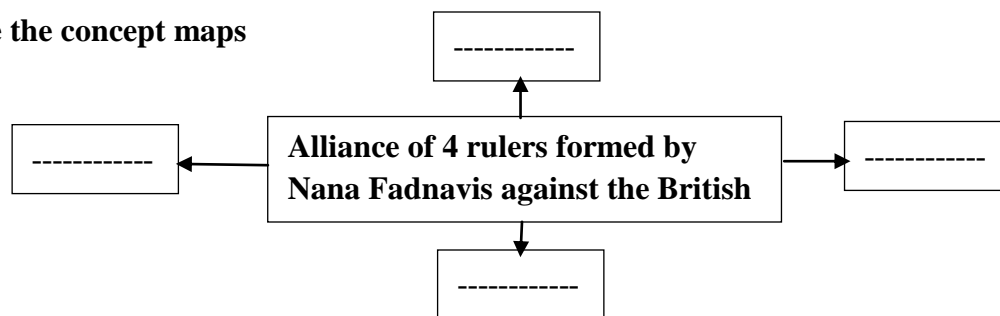 e the concept maps
------------
------------
Alliance of 4 rulers formed by
Nana Fadnavis against the British
------------
------------